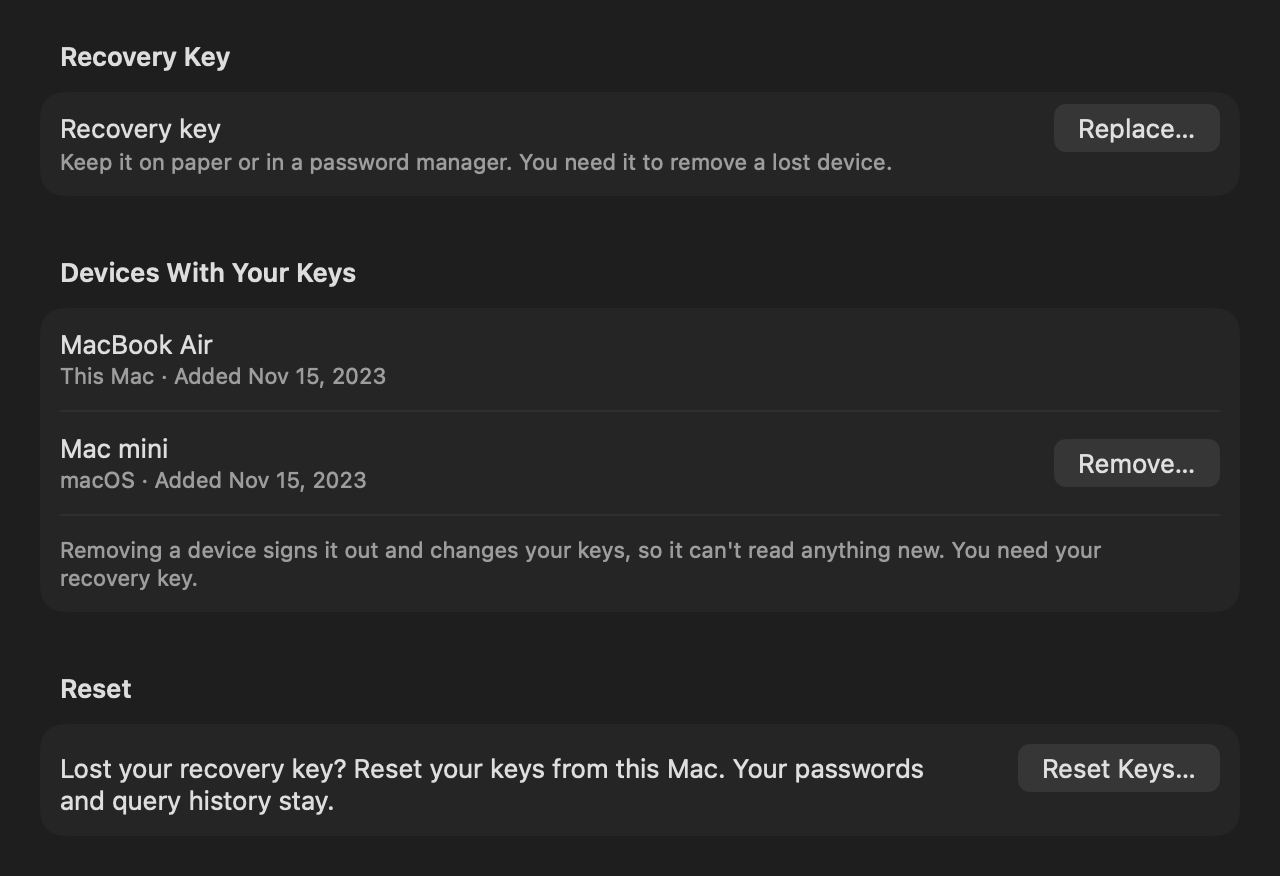 Recovery Key
Recovery key
Replace...
Keep it on paper or in a password manager. You need it to remove a lost device.
Devices With Your Keys
MacBook Air
This Mac · Added Nov 15, 2023
Mac mini
macOS · Added Nov 15, 2023
Remove...
Removing a device signs it out and changes your keys, so it can't read anything new. You need your
recovery key.
Reset
Lost your recovery key? Reset your keys from this Mac. Your passwords
and query history stay.
Reset Keys...